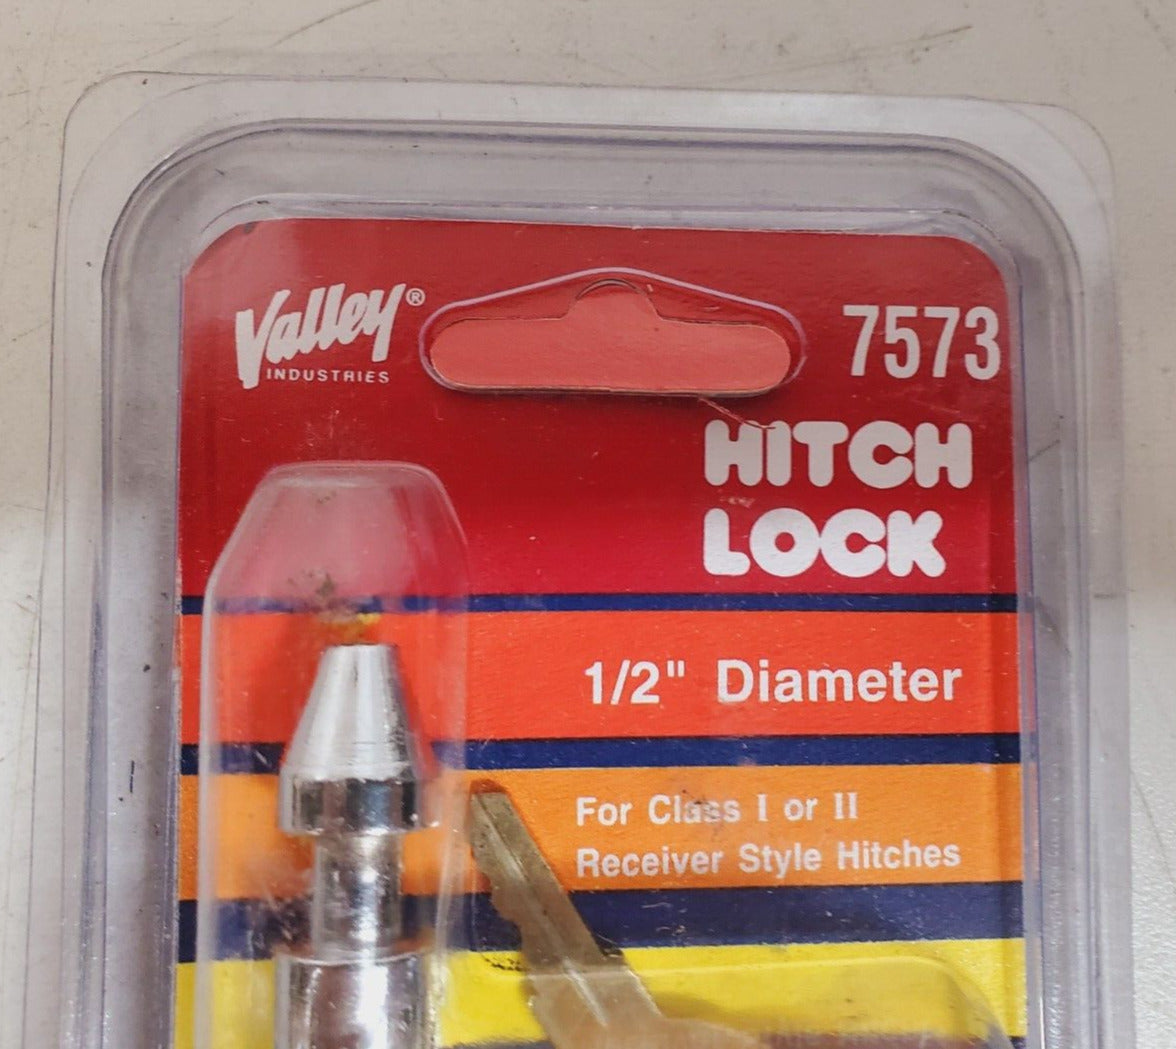 Valley®
INDUSTRIES
7573
HITCH
LOCK
1/2" Diameter
For Class I or II
Receiver Style Hitches